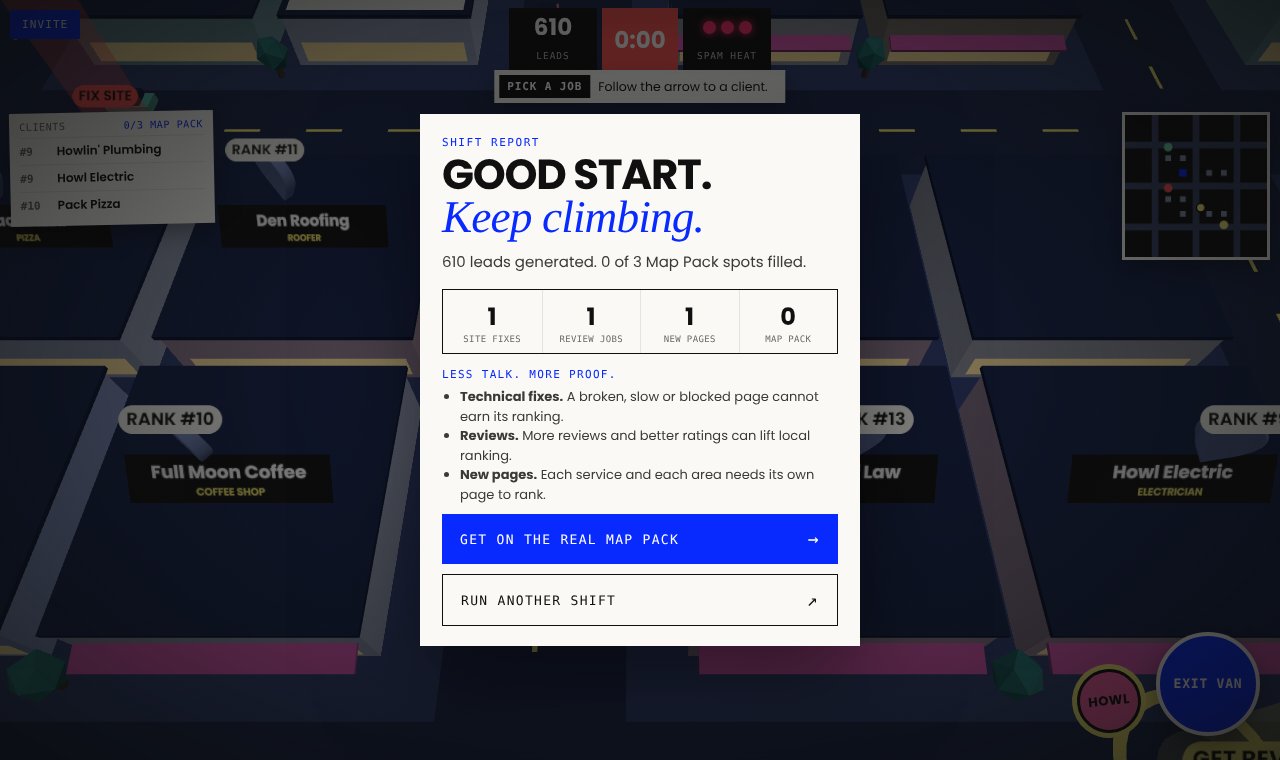 INVITE
610
LEADS
0:00
SPAM HEAT
PICK A JOB Follow the arrow to a client.
FIX SITE
CLIENTS 0/3 MAP PACK
#9 Howlin' Plumbing
#9 Howl Electric
#10 Pack Pizza
PIZZA
RANK #11
Den Roofing
ROOFER
SHIFT REPORT
GOOD START.
Keep climbing.
610 leads generated. 0 of 3 Map Pack spots filled.
1 1 1 0
SITE FIXES REVIEW JOBS NEW PAGES MAP PACK
LESS TALK. MORE PROOF.
• Technical fixes. A broken, slow or blocked page cannot
earn its ranking.
• Reviews. More reviews and better ratings can lift local
ranking.
• New pages. Each service and each area needs its own
page to rank.
GET ON THE REAL MAP PACK →
RUN ANOTHER SHIFT ↗
RANK #10
Full Moon Coffee
COFFEE SHOP
#13
Law
RANK
Howl Electric
ELECTRICIAN
HOWL
EXIT VAN
GET